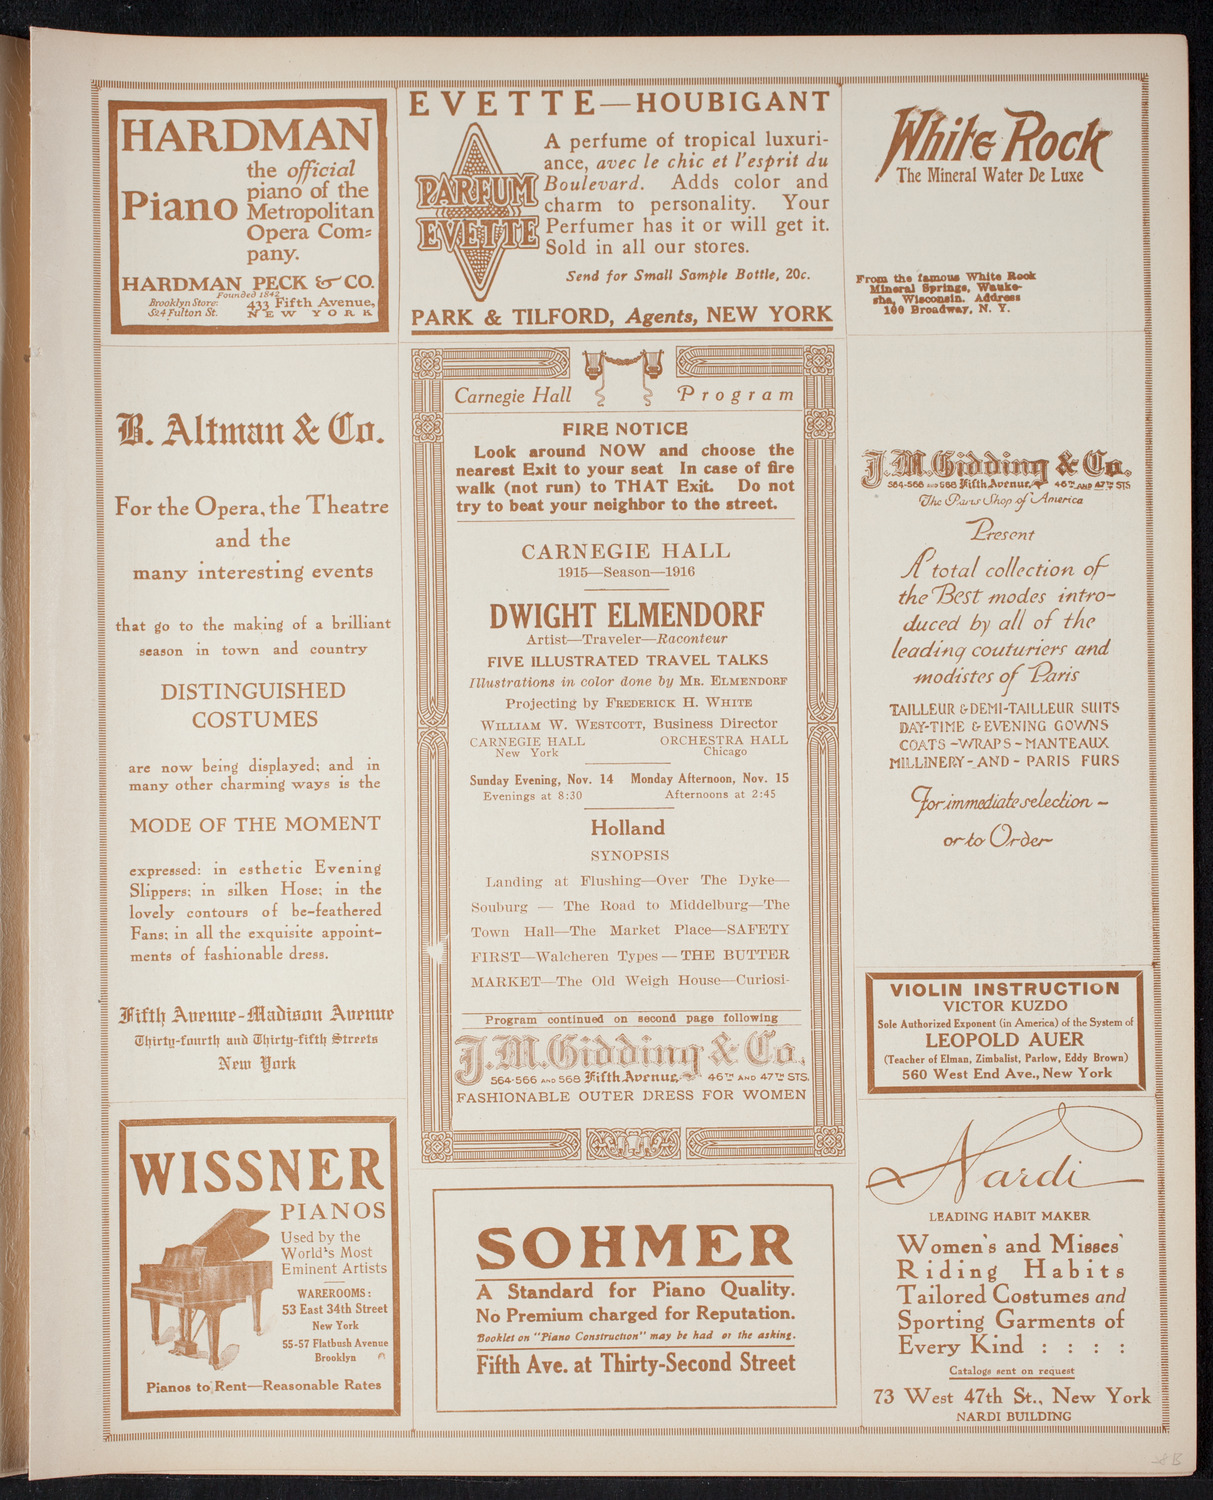 HARDMAN
Piano
the official
piano of the
Metropolitan
Opera Com=
pany.
HARDMAN PECK & CO.
Founded 1842
Brooklyn Store:
524 Fulton St.
433 Fifth Avenue,
NEW YORK
EVETTE—HOUBIGANT
PARFUM
EVETTE
A perfume of tropical luxuri-
ance, avec le chic et l'esprit du
Boulevard. Adds color and
charm to personality. Your
Perfumer has it or will get it.
Sold in all our stores.
Send for Small Sample Bottle, 20c.
PARK & TILFORD, Agents, NEW YORK
White Rock
The Mineral Water De Luxe
From the famous White Rock
Mineral Springs, Wauke-
sha, Wisconsin. Address
100 Broadway, N. Y.
B. Altman & Co.
For the Opera, the Theatre
and the
many interesting events
that go to the making of a brilliant
season in town and country
DISTINGUISHED
COSTUMES
are now being displayed; and in
many other charming ways is the
MODE OF THE MOMENT
expressed: in esthetic Evening
Slippers; in silken Hose; in the
lovely contours of be-feathered
Fans; in all the exquisite appoint-
ments of fashionable dress.
Fifth Avenue-Madison Avenue
Thirty-fourth and Thirty-fifth Streets
New York
WISSNER
PIANOS
Used by the
World's Most
Eminent Artists
WAREROOMS:
53 East 34th Street
New York
55-57 Flatbush Avenue
Brooklyn
Pianos to Rent—Reasonable Rates
Carnegie Hall Program
FIRE NOTICE
Look around NOW and choose the
nearest Exit to your seat In case of fire
walk (not run) to THAT Exit. Do not
try to beat your neighbor to the street.
CARNEGIE HALL
1915—Season—1916
DWIGHT ELMENDORF
Artist—Traveler—Raconteur
FIVE ILLUSTRATED TRAVEL TALKS
Illustrations in color done by MR. ELMENDORF
Projecting by FREDERICK H. WHITE
WILLIAM W. WESTCOTT, Business Director
CARNEGIE HALL ORCHESTRA HALL
New York Chicago
Sunday Evening, Nov. 14 Monday Afternoon, Nov. 15
Evenings at 8:30 Afternoons at 2:45
Holland
SYNOPSIS
Landing at Flushing—Over The Dyke—
Souburg — The Road to Middelburg—The
Town Hall—The Market Place—SAFETY
FIRST—Walcheren Types — THE BUTTER
MARKET—The Old Weigh House—Curiosi-
Program continued on second page following
J. M. Gidding & Co.
564-566 AND 568 Fifth Avenue, 46TH AND 47TH STS.
FASHIONABLE OUTER DRESS FOR WOMEN
SOHMER
A Standard for Piano Quality.
No Premium charged for Reputation.
Booklet on "Piano Construction" may be had or the asking.
Fifth Ave. at Thirty-Second Street
J. M. Gidding & Co.
564-566 AND 568 Fifth Avenue, 46TH AND 47TH STS
The Paris Shop of America
Present
A total collection of
the Best modes intro-
duced by all of the
leading couturiers and
modistes of Paris
TAILLEUR & DEMI-TAILLEUR SUITS
DAY-TIME & EVENING GOWNS
COATS - WRAPS - MANTEAUX
MILLINERY - AND - PARIS FURS
For immediate selection -
or to Order
VIOLIN INSTRUCTION
VICTOR KUZDO
Sole Authorized Exponent (in America) of the System of
LEOPOLD AUER
(Teacher of Elman, Zimbalist, Parlow, Eddy Brown)
560 West End Ave., New York
Nardi
LEADING HABIT MAKER
Women's and Misses'
Riding Habits
Tailored Costumes and
Sporting Garments of
Every Kind : : : :
Catalogs sent on request
73 West 47th St., New York
NARDI BUILDING